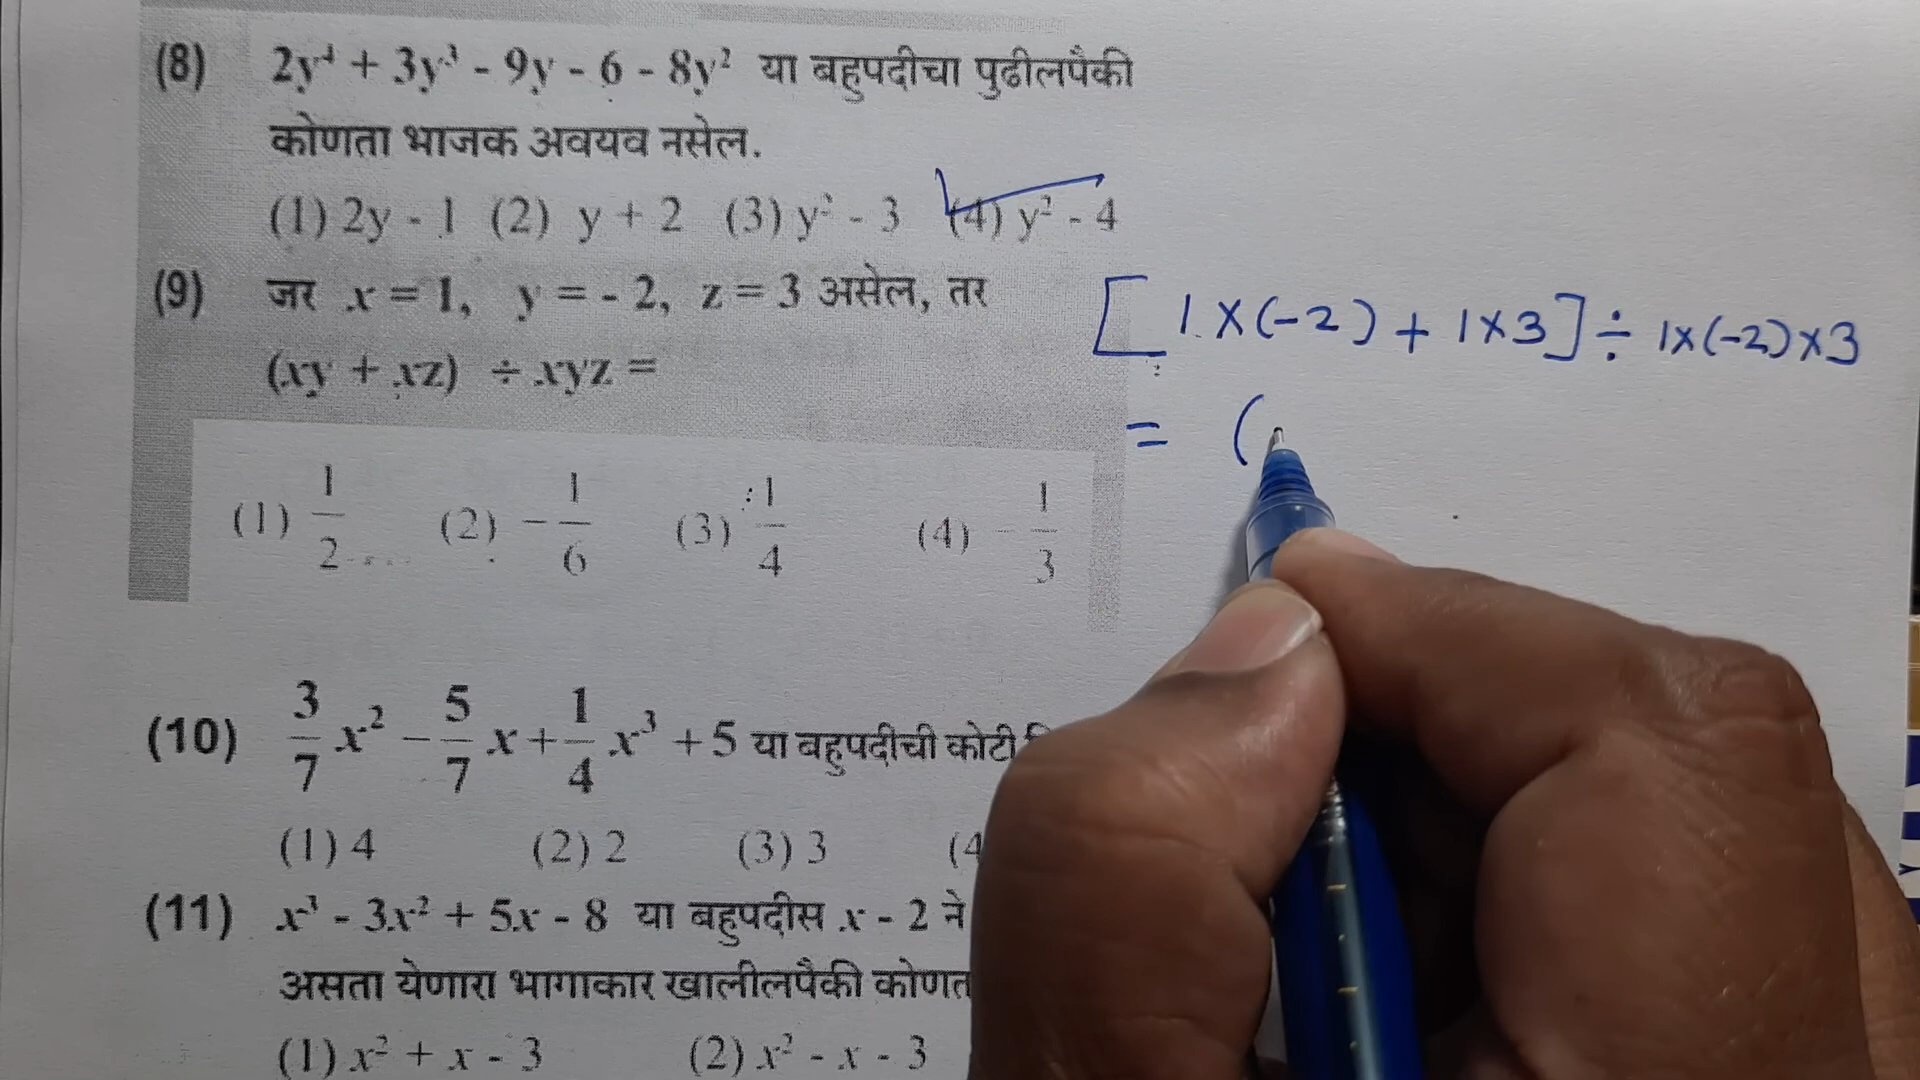 (8) 2y⁴ + 3y³ - 9y - 6 - 8y² या बहुपदीचा पुढीलपैकी
कोणता भाजक अवयव नसेल.
(1) 2y - 1 (2) y + 2 (3) y² - 3 (4) y² - 4
(9) जर x = 1, y = - 2, z = 3 असेल, तर
(xy + xz) ÷ xyz =
[ 1 × (-2) + 1×3 ] ÷ 1×(-2)×3
= (
(1) 1/2 (2) - 1/6 (3) 1/4 (4) - 1/3
(10) 3/7 x² - 5/7 x + 1/4 x³ + 5 या बहुपदीची कोटी
(1) 4 (2) 2 (3) 3 (4
(11) x³ - 3x² + 5x - 8 या बहुपदीस x - 2 ने
असता येणारा भागाकार खालीलपैकी
(1) x² + x - 3 (2) x² - x - 3